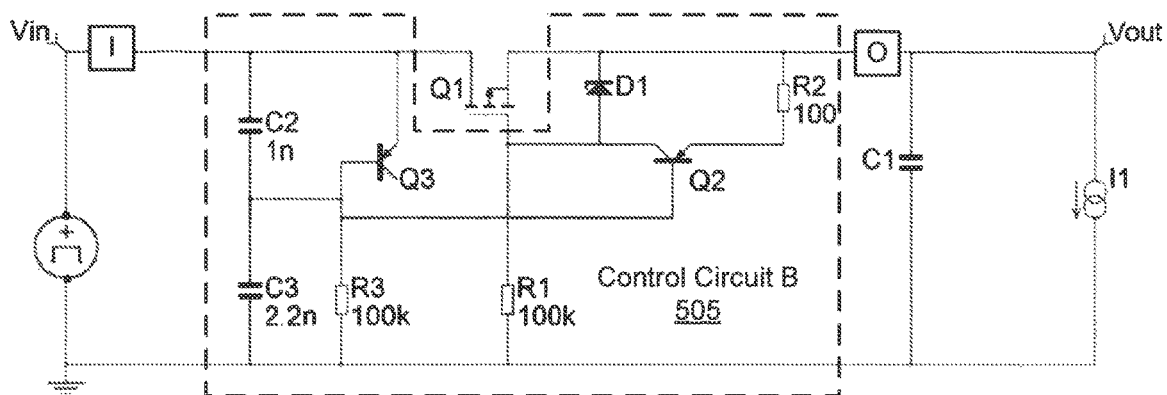 Vin
I
Q1
D1
R2
100
O
Vout
C2
1n
Q3
Q2
C1
I1
+
C3
2.2n
R3
100k
R1
100k
Control Circuit B
505